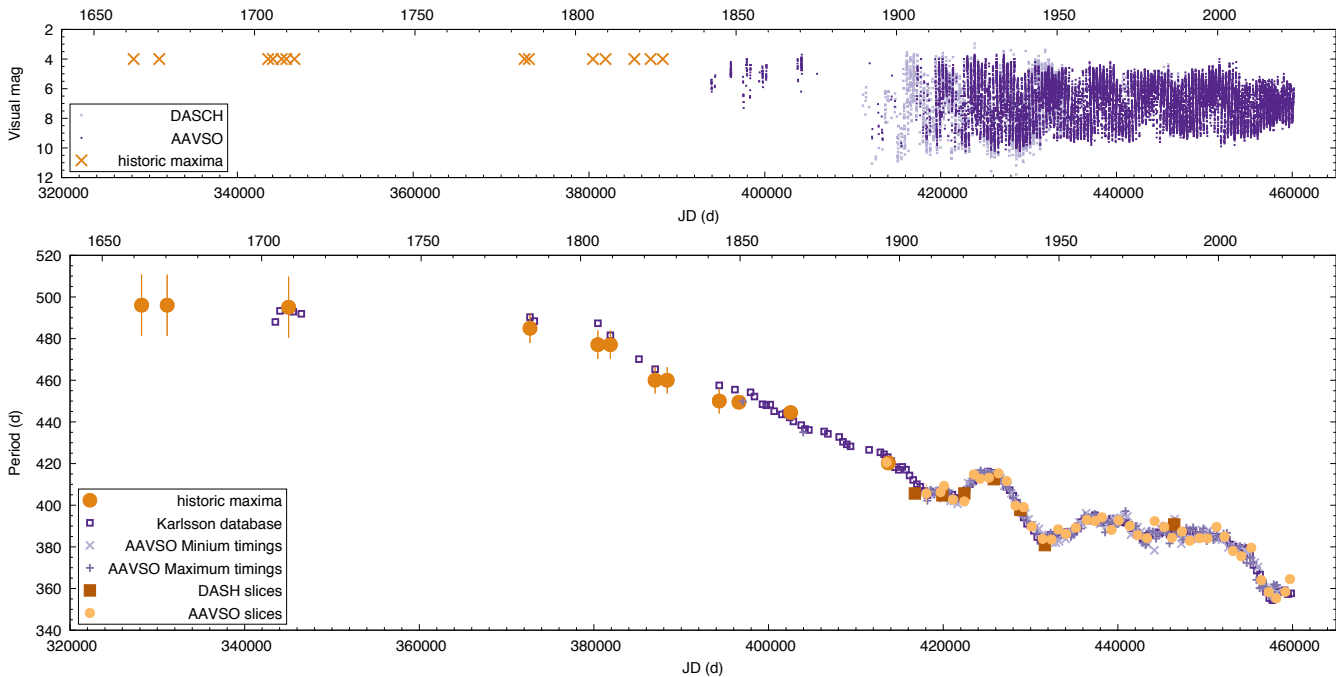 1650 1700 1750 1800 1850 1900 1950 2000
2
4
6
8
10
12
Visual mag
DASCH
AAVSO
historic maxima
320000 340000 360000 380000 400000 420000 440000 460000
JD (d)
1650 1700 1750 1800 1850 1900 1950 2000
520
500
480
460
440
420
400
380
360
340
Period (d)
historic maxima
Karlsson database
AAVSO Minium timings
AAVSO Maximum timings
DASH slices
AAVSO slices
320000 340000 360000 380000 400000 420000 440000 460000
JD (d)